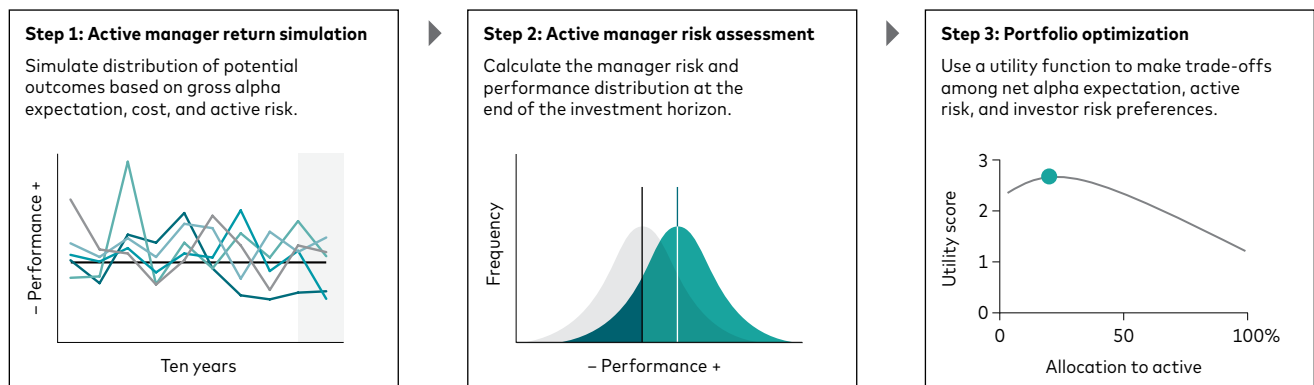 Step 1: Active manager return simulation
Simulate distribution of potential
outcomes based on gross alpha
expectation, cost, and active risk.
– Performance +
Ten years
Step 2: Active manager risk assessment
Calculate the manager risk and
performance distribution at the
end of the investment horizon.
Frequency
– Performance +
Step 3: Portfolio optimization
Use a utility function to make trade-offs
among net alpha expectation, active
risk, and investor risk preferences.
Utility score
3
2
1
0
0 50 100%
Allocation to active